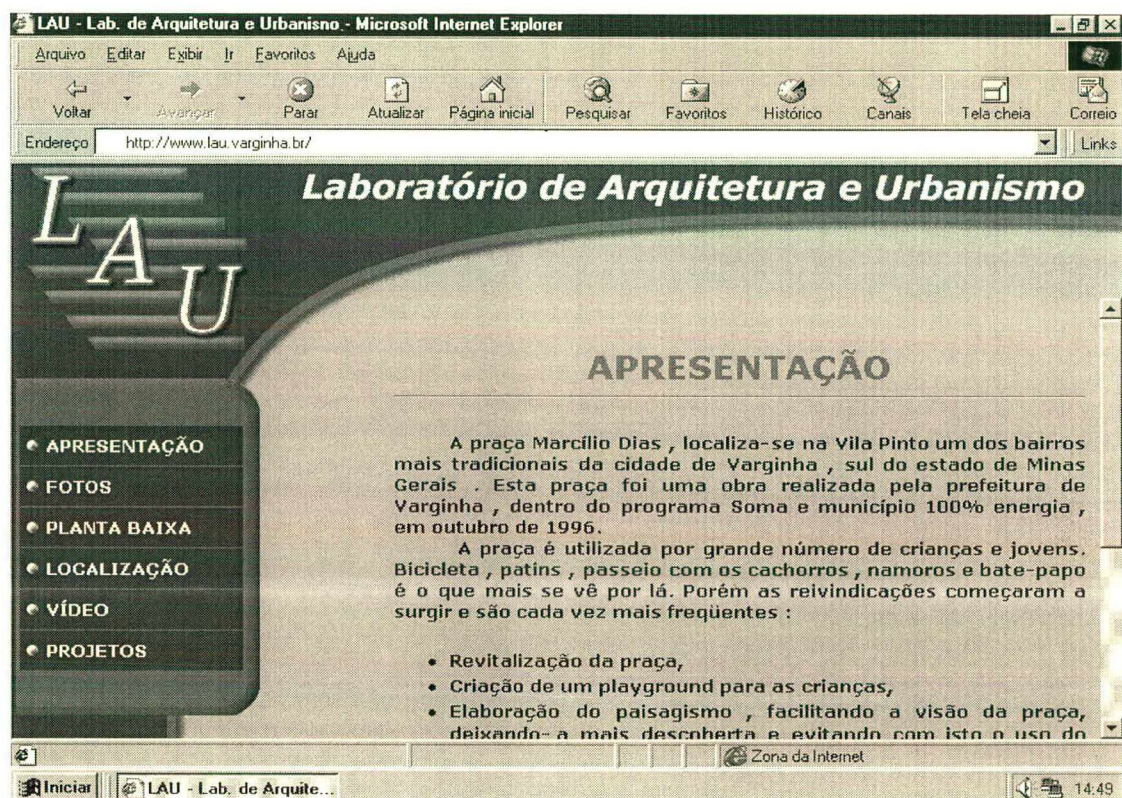 LAU - Lab. de Arquitetura e Urbanisno - Microsoft Internet Explorer
Arquivo Editar Exibir Ir Favoritos Ajuda
Voltar Avançar Parar Atualizar Página inicial Pesquisar Favoritos Histórico Canais Tela cheia Correio
Endereço http://www.lau.varginha.br/ Links
LAU
Laboratório de Arquitetura e Urbanismo
APRESENTAÇÃO
FOTOS
PLANTA BAIXA
LOCALIZAÇÃO
VÍDEO
PROJETOS
APRESENTAÇÃO
A praça Marcílio Dias , localiza-se na Vila Pinto um dos bairros
mais tradicionais da cidade de Varginha , sul do estado de Minas
Gerais . Esta praça foi uma obra realizada pela prefeitura de
Varginha , dentro do programa Soma e município 100% energia ,
em outubro de 1996.
A praça é utilizada por grande número de crianças e jovens.
Bicicleta , patins , passeio com os cachorros , namoros e bate-papo
é o que mais se vê por lá. Porém as reivindicações começaram a
surgir e são cada vez mais freqüentes :
• Revitalização da praça,
• Criação de um playground para as crianças,
• Elaboração do paisagismo , facilitando a visão da praça,
deixando- a mais descoberta e evitando com isto o uso do
Zona da Internet
Iniciar LAU - Lab. de Arquite... 14:49